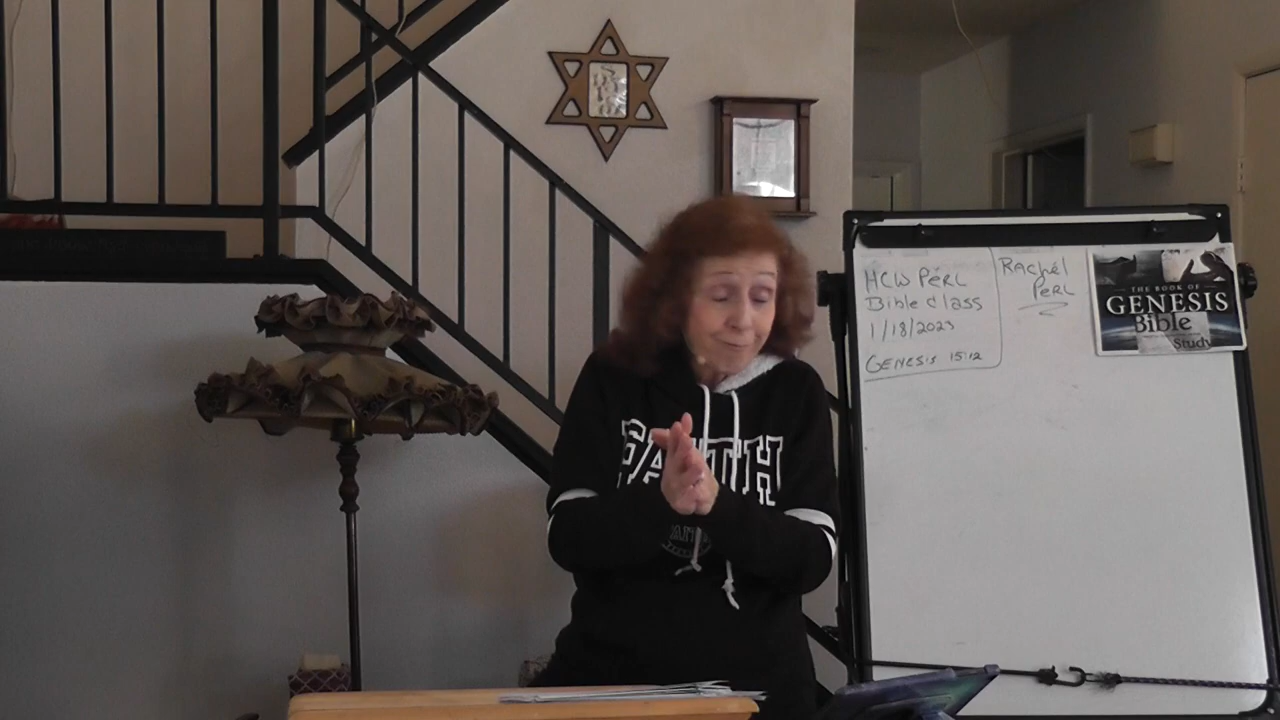 HCW PERL
Bible Class
1/18/2023
GENESIS 15:12
RACHEL
PERL
THE BOOK OF
GENESIS
Bible
Study
FAITH